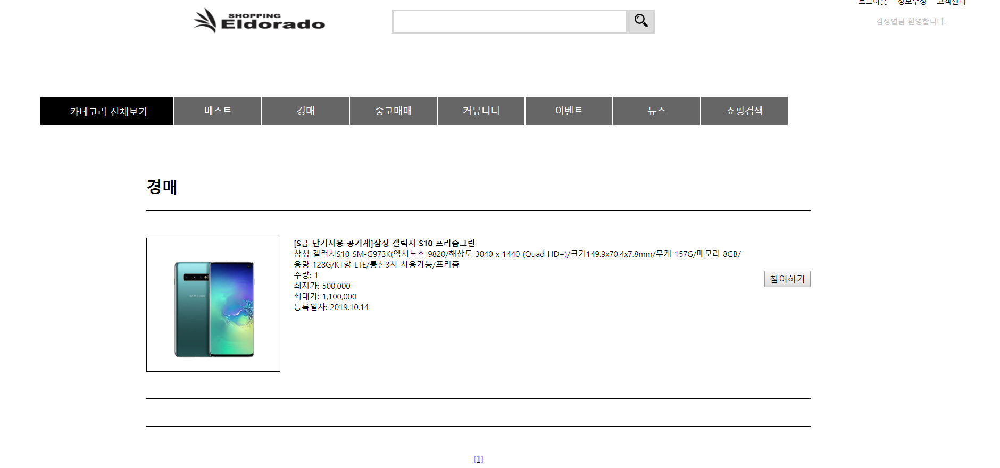 로그아웃 정보수정 고객센터
SHOPPING
Eldorado
김정엽님 환영합니다.
카테고리 전체보기 베스트 경매 중고매매 커뮤니티 이벤트 뉴스 쇼핑검색
경매
[S급 단기사용 공기계]삼성 갤럭시 S10 프리즘그린
삼성 갤럭시S10 SM-G973K(엑시노스 9820/해상도 3040 x 1440 (Quad HD+)/크기149.9x70.4x7.8mm/무게 157G/메모리 8GB/
용량 128G/KT향 LTE/통신3사 사용가능/프리즘
수량: 1
최저가: 500,000
최대가: 1,100,000
등록일자: 2019.10.14
참여하기
SAMSUNG
[1]